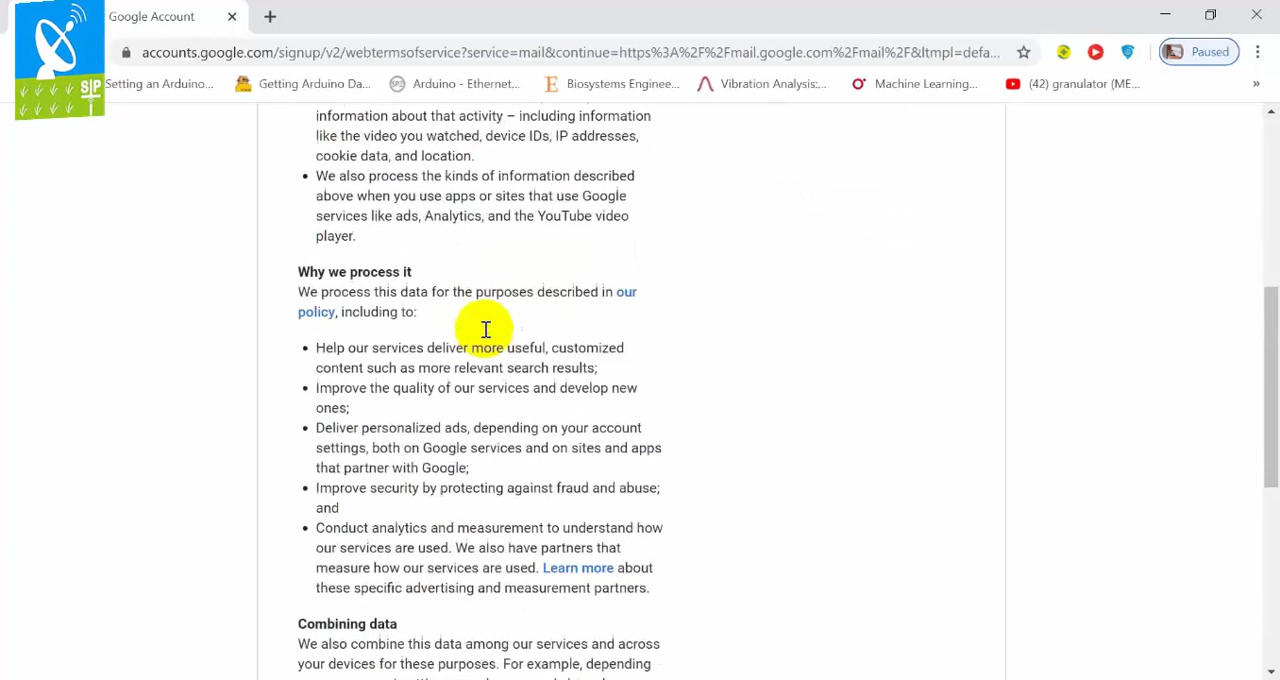 Google Account
accounts.google.com/signup/v2/webtermsofservice?service=mail&continue=https%3A%2F%2Fmail.google.com%2Fmail%2F&ltmpl=defa...
Paused
SJP
Setting an Arduino...
Getting Arduino Da...
Arduino - Ethernet...
Biosystems Enginee...
Vibration Analysis:...
Machine Learning...
(42) granulator (ME...
»
information about that activity – including information
like the video you watched, device IDs, IP addresses,
cookie data, and location.
• We also process the kinds of information described
above when you use apps or sites that use Google
services like ads, Analytics, and the YouTube video
player.
Why we process it
We process this data for the purposes described in our
policy, including to:
• Help our services deliver more useful, customized
content such as more relevant search results;
• Improve the quality of our services and develop new
ones;
• Deliver personalized ads, depending on your account
settings, both on Google services and on sites and apps
that partner with Google;
• Improve security by protecting against fraud and abuse;
and
• Conduct analytics and measurement to understand how
our services are used. We also have partners that
measure how our services are used. Learn more about
these specific advertising and measurement partners.
Combining data
We also combine this data among our services and across
your devices for these purposes. For example, depending